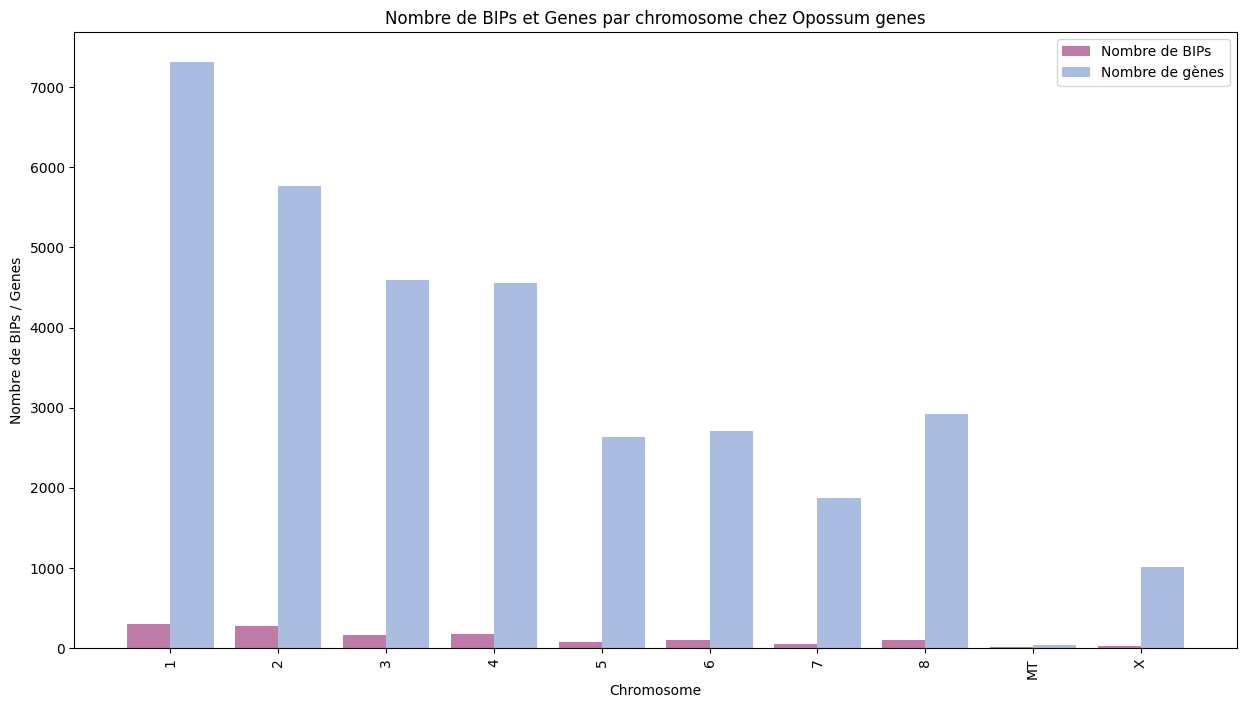 Nombre de BIPs et Genes par chromosome chez Opossum genes
Nombre de BIPs
Nombre de gènes
Nombre de BIPs / Genes
7000
6000
5000
4000
3000
2000
1000
0
1
2
3
4
5
6
7
8
MT
X
Chromosome